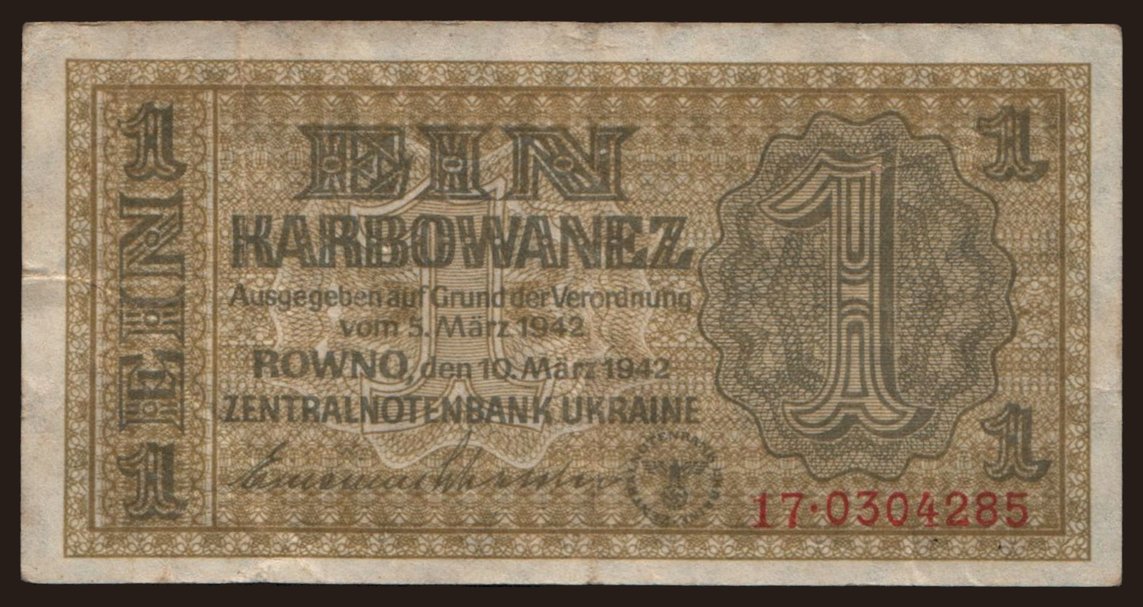 1
EIN
1
EIN
KARBOWANEZ
Ausgegeben auf Grund der Verordnung
vom 5. März 1942
ROWNO, den 10. März 1942
ZENTRALNOTENBANK UKRAINE
1
1
1
17·0304285